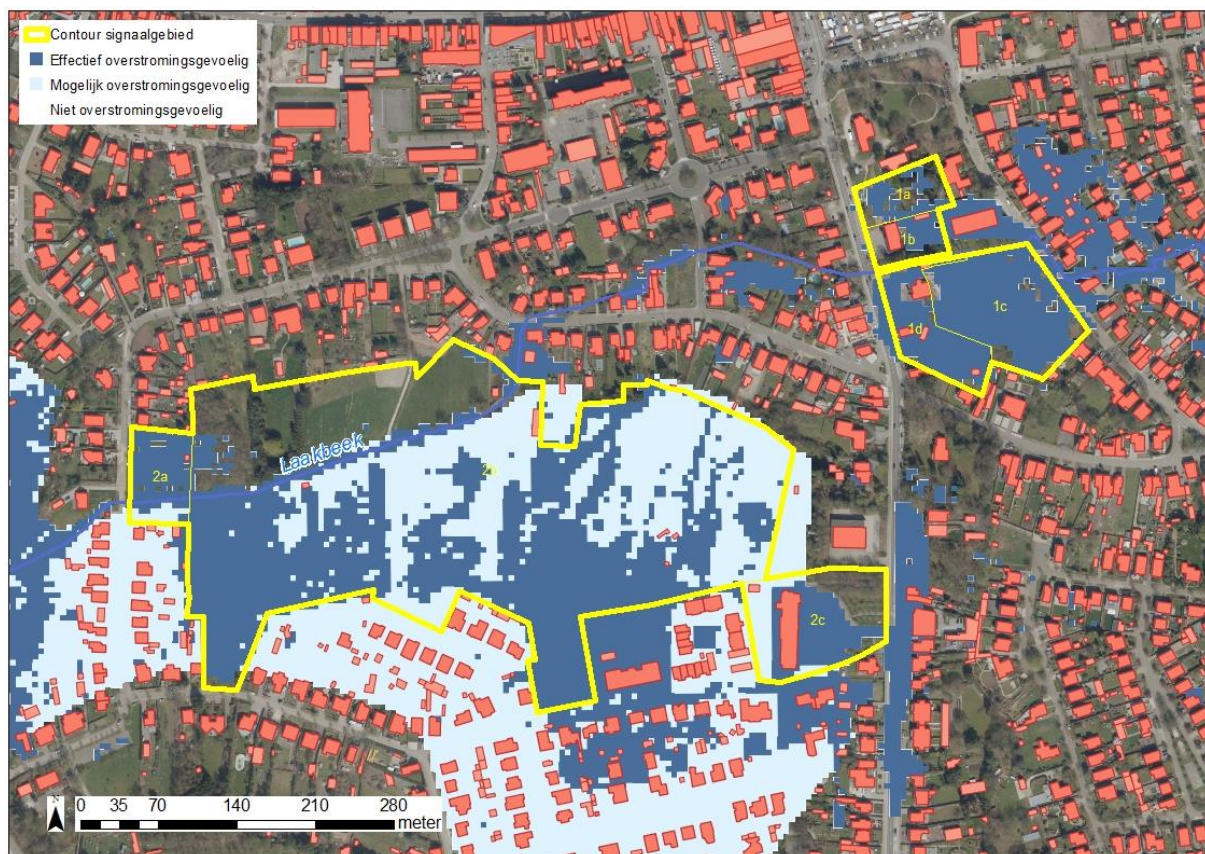 Contour signaalgebied
Effectief overstromingsgevoelig
Mogelijk overstromingsgevoelig
Niet overstromingsgevoelig
1a
1b
1c
1d
Laakbeek
2a
2b
2c
N
0 35 70 140 210 280
meter